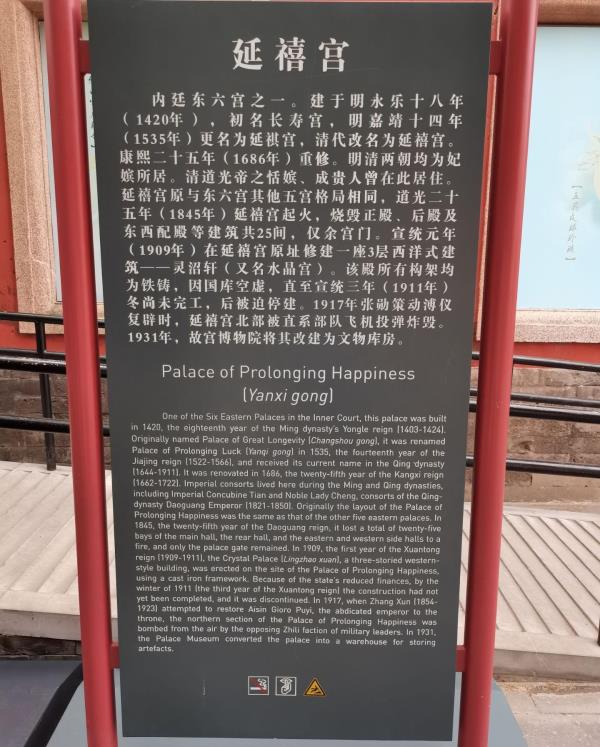 延禧宫
内廷东六宫之一。建于明永乐十八年
（1420年），初名长寿宫，明嘉靖十四年
（1535年）更名为延祺宫，清代改名为延禧宫。
康熙二十五年（1686年）重修。明清两朝均为妃
嫔所居。清道光帝之恬嫔、成贵人曾在此居住。
延禧宫原与东六宫其他五宫格局相同，道光二十
五年（1845年）延禧宫起火，烧毁正殿、后殿及
东西配殿等建筑共25间，仅余宫门。宣统元年
（1909年）在延禧宫原址修建一座3层西洋式建
筑——灵沼轩（又名水晶宫）。该殿所有构架均
为铁铸，因国库空虚，直至宣统三年（1911年）
冬尚未完工，后被迫停建。1917年张勋策动溥仪
复辟时，延禧宫北部被直系部队飞机投弹炸毁。
1931年，故宫博物院将其改建为文物库房。
Palace of Prolonging Happiness
(Yanxi gong)
One of the Six Eastern Palaces in the Inner Court, this palace was built
in 1420, the eighteenth year of the Ming dynasty's Yongle reign (1403-1424).
Originally named Palace of Great Longevity (Changshou gong), it was renamed
Palace of Prolonging Luck (Yanqi gong) in 1535, the fourteenth year of the
Jiajing reign (1522-1566), and received its current name in the Qing dynasty
(1644-1911). It was renovated in 1686, the twenty-fifth year of the Kangxi reign
(1662-1722). Imperial consorts lived here during the Ming and Qing dynasties,
including Imperial Concubine Tian and Noble Lady Cheng, consorts of the Qing-
dynasty Daoguang Emperor (1821-1850). Originally the layout of the Palace of
Prolonging Happiness was the same as that of the other five eastern palaces. In
1845, the twenty-fifth year of the Daoguang reign, it lost a total of twenty-five
bays of the main hall, the rear hall, and the eastern and western side halls to a
fire, and only the palace gate remained. In 1909, the first year of the Xuantong
reign (1909-1911), the Crystal Palace (Lingzhao xuan), a three-storied western-
style building, was erected on the site of the Palace of Prolonging Happiness,
using a cast iron framework. Because of the state's reduced finances, by the
winter of 1911 (the third year of the Xuantong reign) the construction had not
yet been completed, and it was discontinued. In 1917, when Zhang Xun (1854-
1923) attempted to restore Aisin Gioro Puyi, the abdicated emperor to the
throne, the northern section of the Palace of Prolonging Happiness was
bombed from the air by the opposing Zhili faction of military leaders. In 1931,
the Palace Museum converted the palace into a warehouse for storing
artefacts.